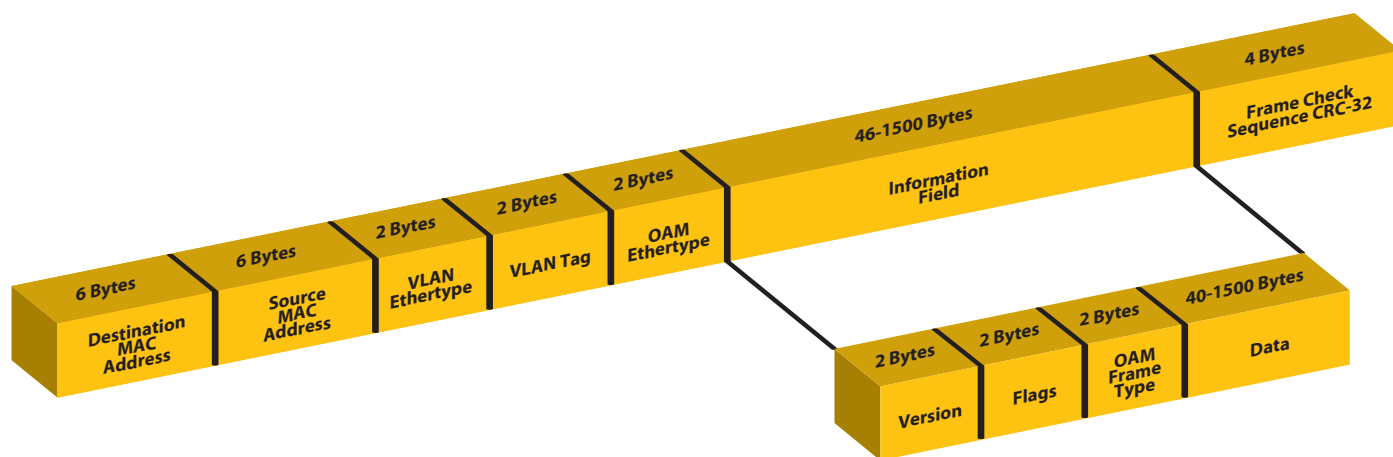 6 Bytes
Destination
MAC
Address
6 Bytes
Source
MAC
Address
2 Bytes
VLAN
Ethertype
2 Bytes
VLAN Tag
2 Bytes
OAM
Ethertype
46-1500 Bytes
Information
Field
4 Bytes
Frame Check
Sequence CRC-32
2 Bytes
Version
2 Bytes
Flags
2 Bytes
OAM
Frame
Type
40-1500 Bytes
Data